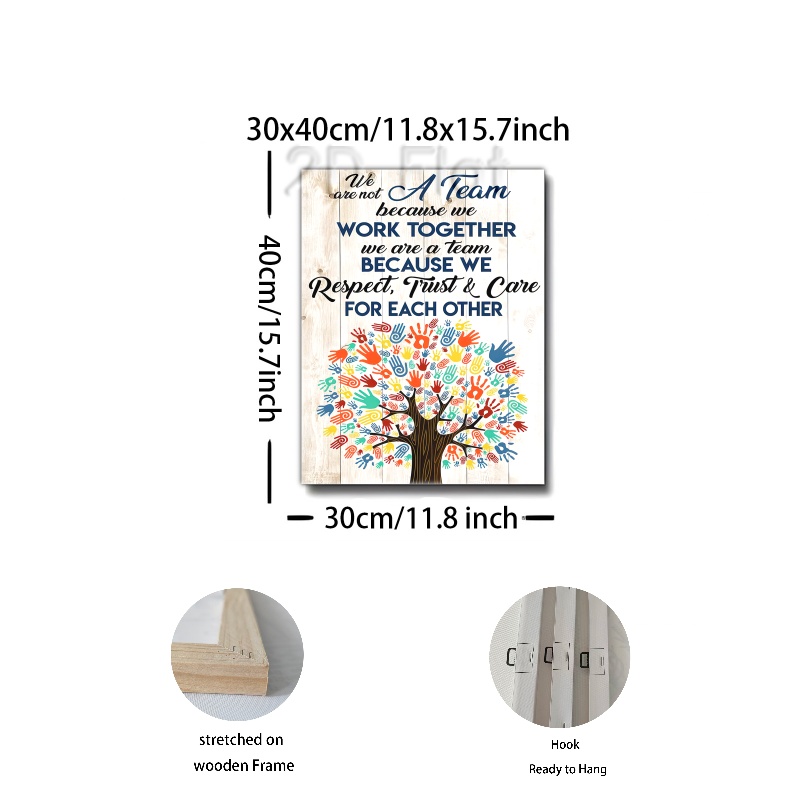 30x40cm/11.8x15.7inch
2D Flat
We
are not A Team
because we
WORK TOGETHER
we are a team
BECAUSE WE
Respect, Trust & Care
FOR EACH OTHER
40cm/15.7inch
30cm/11.8 inch
stretched on
wooden Frame
Hook
Ready to Hang